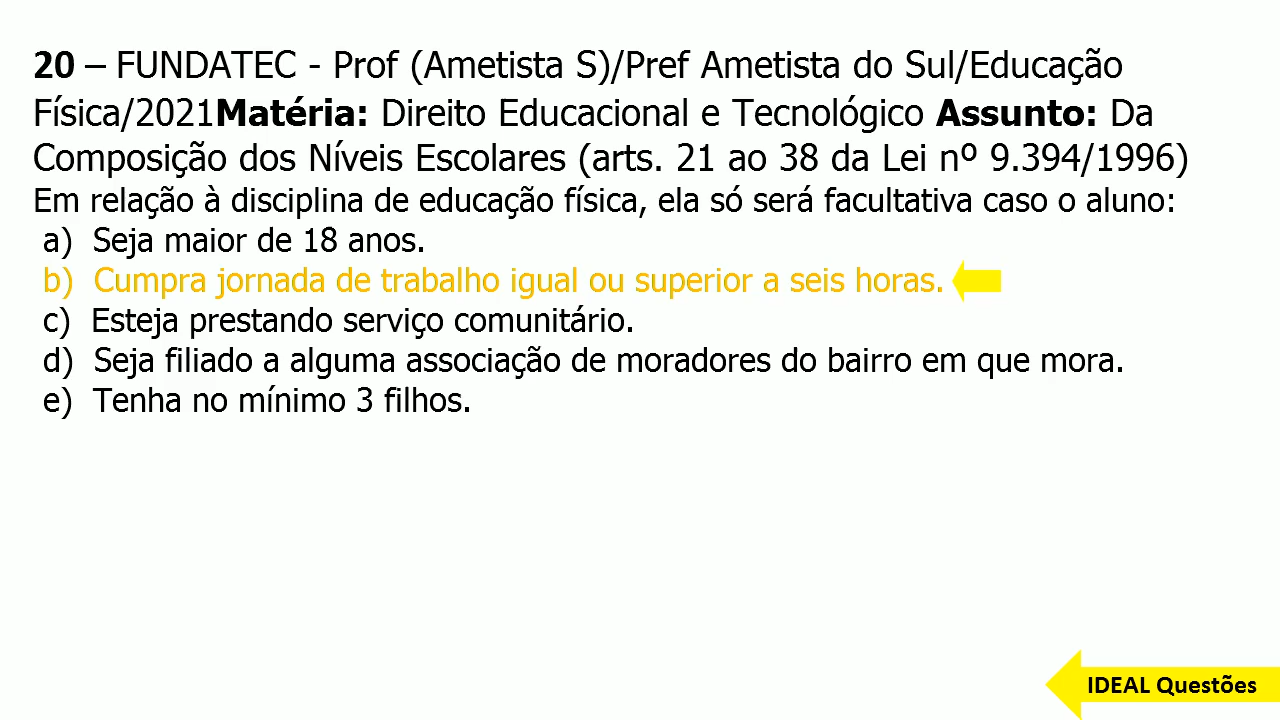 20 – FUNDATEC - Prof (Ametista S)/Pref Ametista do Sul/Educação
Física/2021Matéria: Direito Educacional e Tecnológico Assunto: Da
Composição dos Níveis Escolares (arts. 21 ao 38 da Lei nº 9.394/1996)
Em relação à disciplina de educação física, ela só será facultativa caso o aluno:
a) Seja maior de 18 anos.
b) Cumpra jornada de trabalho igual ou superior a seis horas.
c) Esteja prestando serviço comunitário.
d) Seja filiado a alguma associação de moradores do bairro em que mora.
e) Tenha no mínimo 3 filhos.
IDEAL Questões